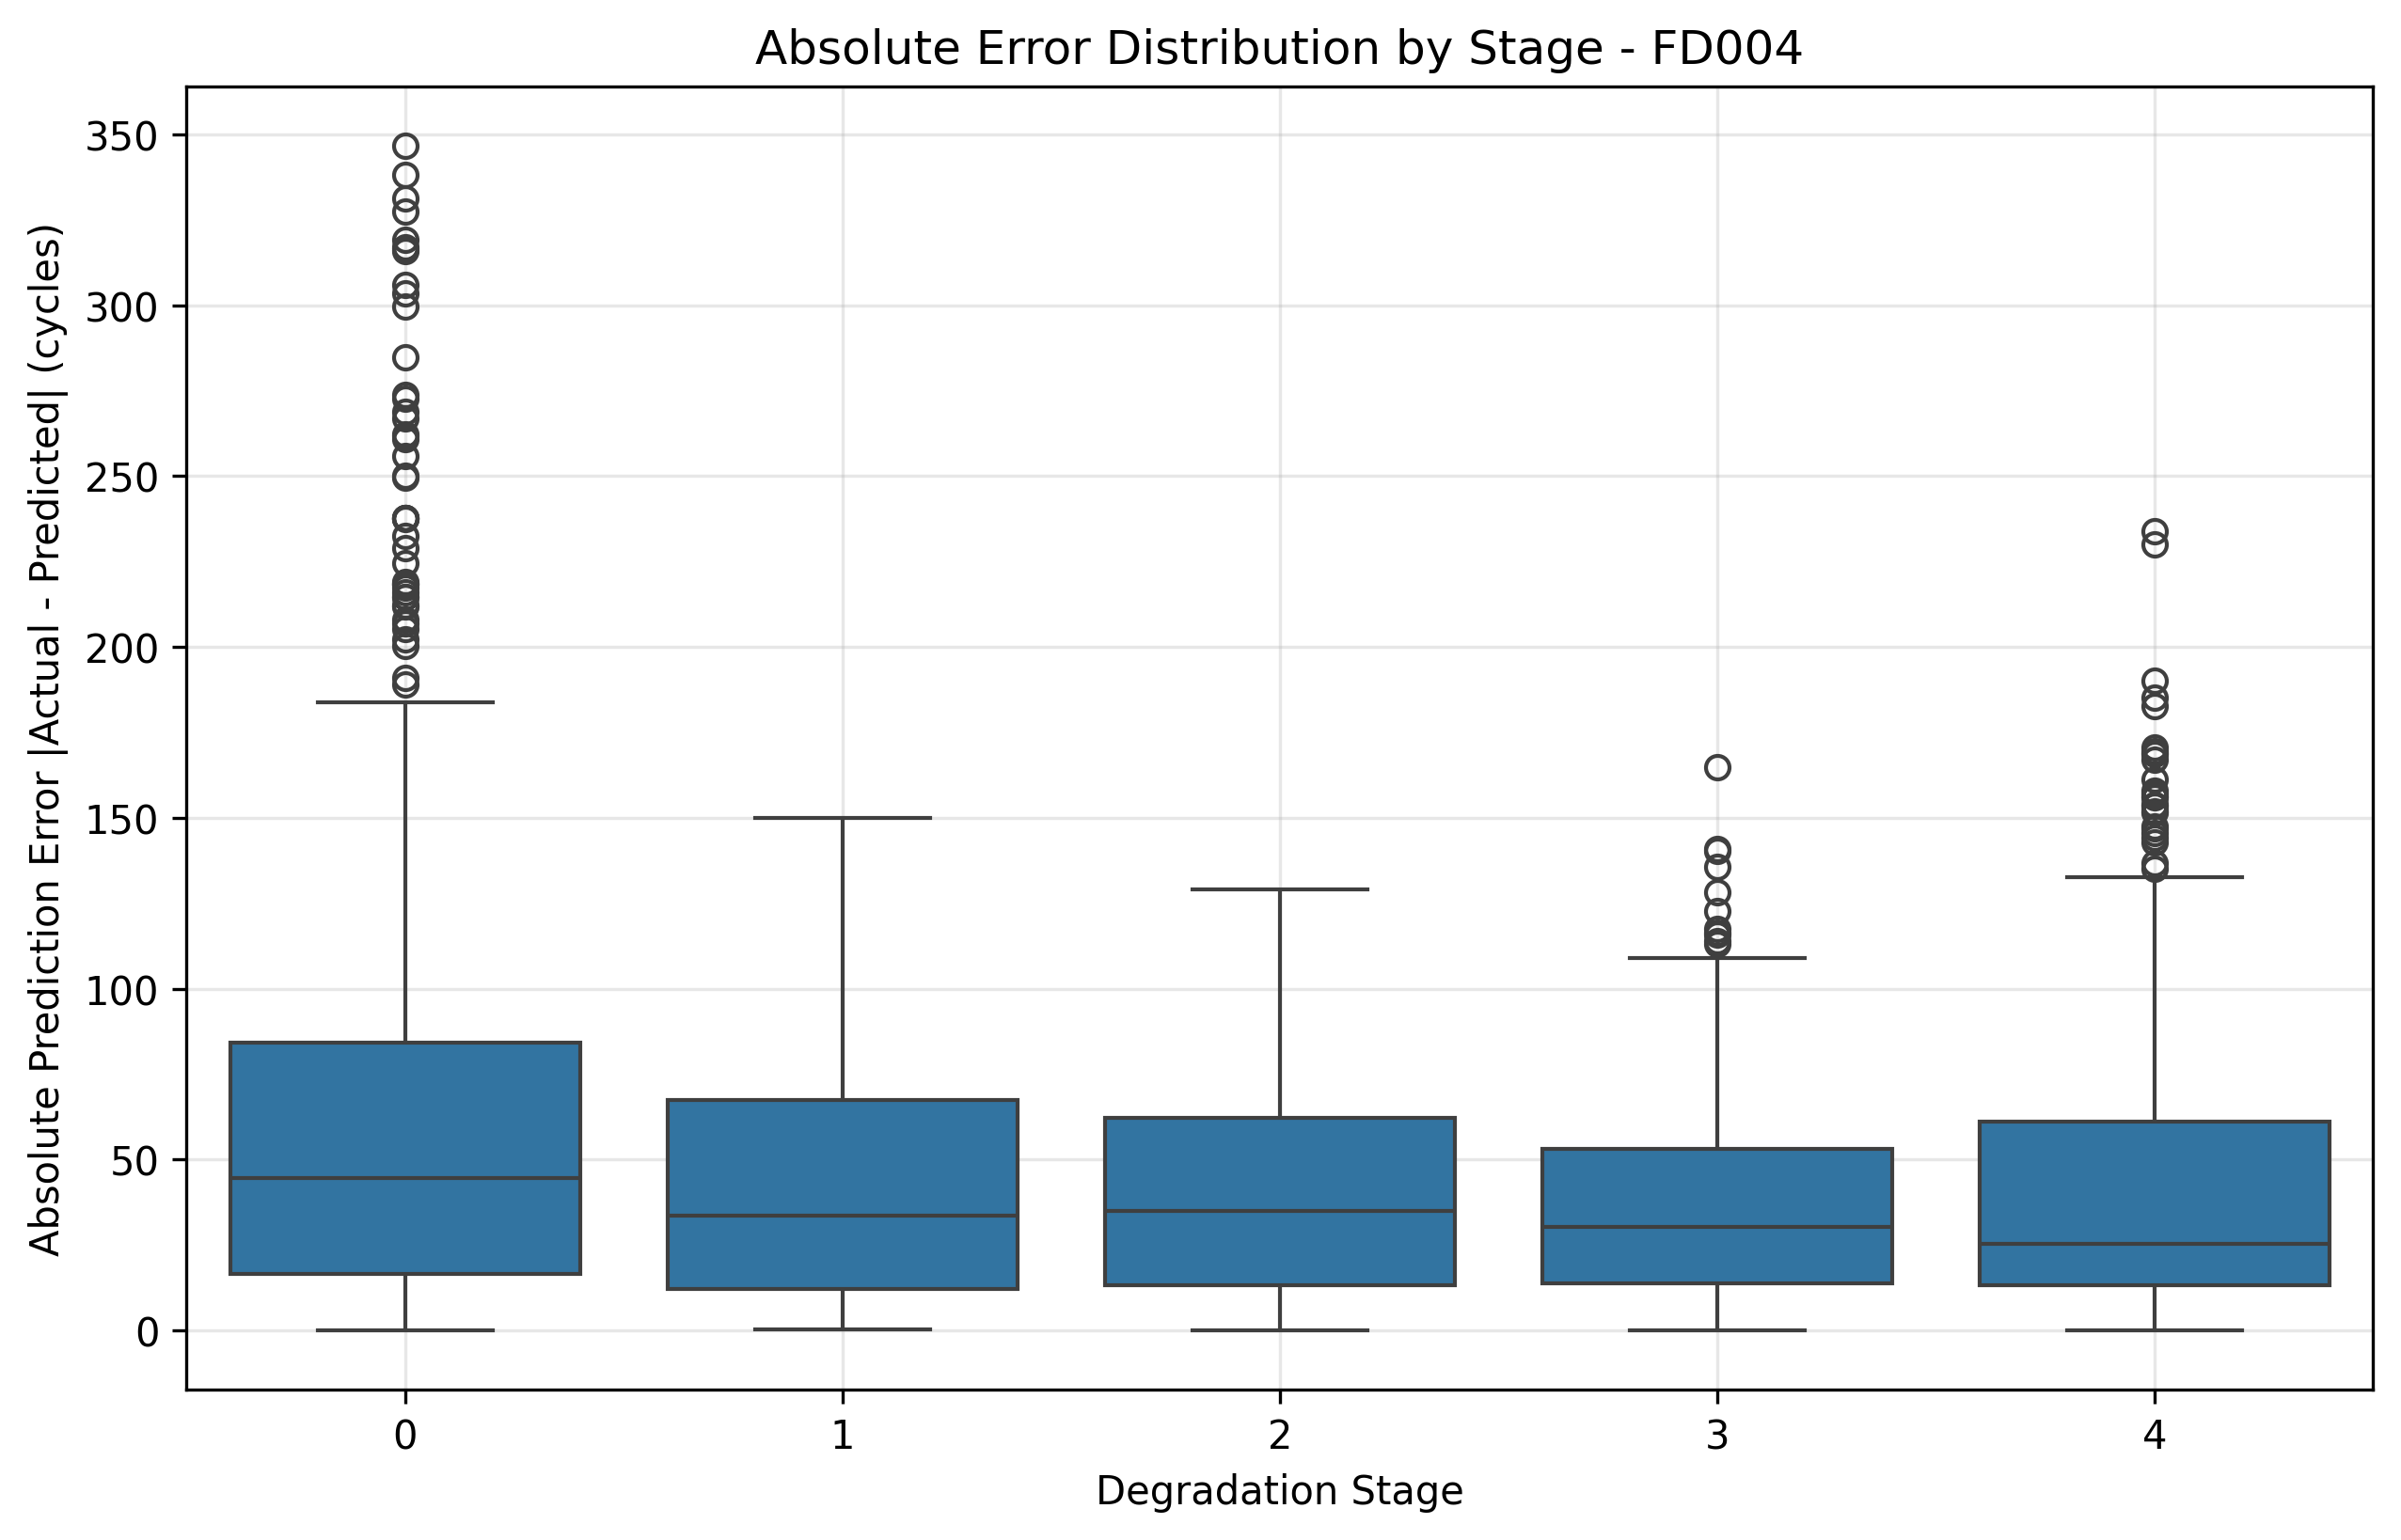 Absolute Error Distribution by Stage - FD004
Absolute Prediction Error |Actual - Predicted| (cycles)
350
300
250
200
150
100
50
0
0 1 2 3 4
Degradation Stage